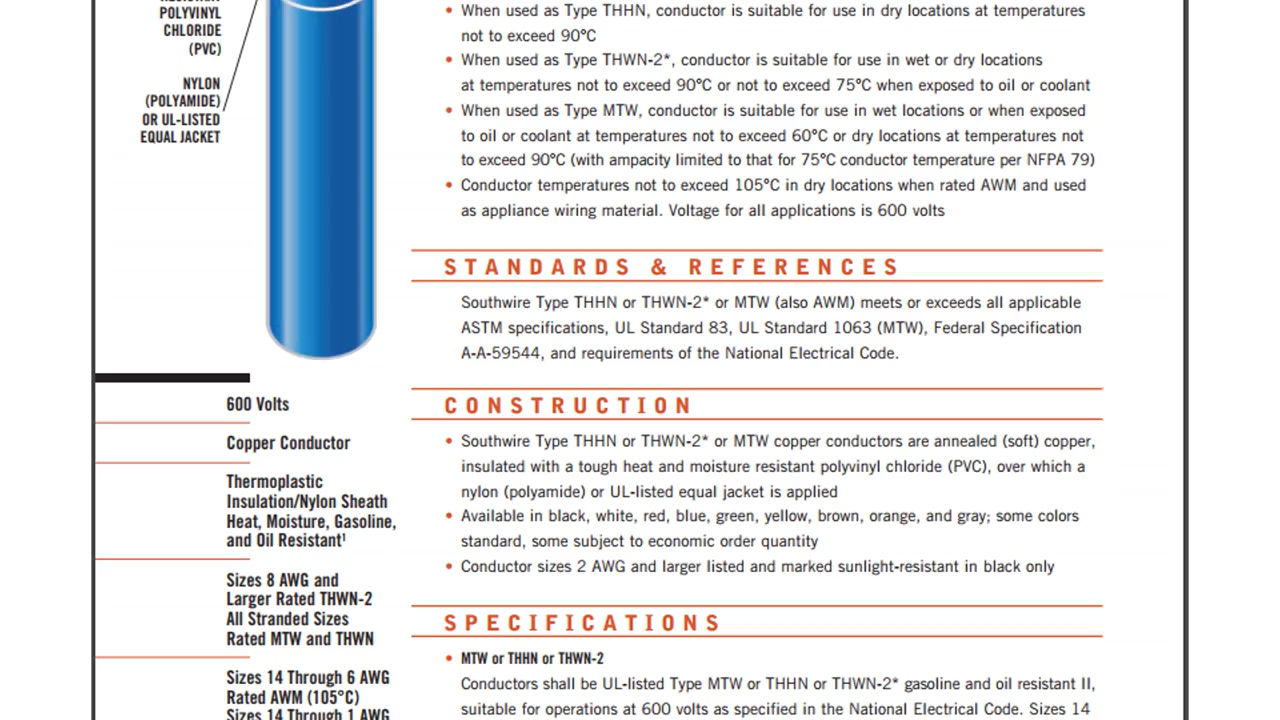 POLYVINYL
CHLORIDE
(PVC)
NYLON
(POLYAMIDE)
OR UL-LISTED
EQUAL JACKET
600 Volts
Copper Conductor
Thermoplastic
Insulation/Nylon Sheath
Heat, Moisture, Gasoline,
and Oil Resistant¹
Sizes 8 AWG and
Larger Rated THWN-2
All Stranded Sizes
Rated MTW and THWN
Sizes 14 Through 6 AWG
Rated AWM (105°C)
Sizes 14 Through 1 AWG
• When used as Type THHN, conductor is suitable for use in dry locations at temperatures
not to exceed 90°C
• When used as Type THWN-2*, conductor is suitable for use in wet or dry locations
at temperatures not to exceed 90°C or not to exceed 75°C when exposed to oil or coolant
• When used as Type MTW, conductor is suitable for use in wet locations or when exposed
to oil or coolant at temperatures not to exceed 60°C or dry locations at temperatures not
to exceed 90°C (with ampacity limited to that for 75°C conductor temperature per NFPA 79)
• Conductor temperatures not to exceed 105°C in dry locations when rated AWM and used
as appliance wiring material. Voltage for all applications is 600 volts
STANDARDS & REFERENCES
Southwire Type THHN or THWN-2* or MTW (also AWM) meets or exceeds all applicable
ASTM specifications, UL Standard 83, UL Standard 1063 (MTW), Federal Specification
A-A-59544, and requirements of the National Electrical Code.
CONSTRUCTION
• Southwire Type THHN or THWN-2* or MTW copper conductors are annealed (soft) copper,
insulated with a tough heat and moisture resistant polyvinyl chloride (PVC), over which a
nylon (polyamide) or UL-listed equal jacket is applied
• Available in black, white, red, blue, green, yellow, brown, orange, and gray; some colors
standard, some subject to economic order quantity
• Conductor sizes 2 AWG and larger listed and marked sunlight-resistant in black only
SPECIFICATIONS
• MTW or THHN or THWN-2
Conductors shall be UL-listed Type MTW or THHN or THWN-2* gasoline and oil resistant II,
suitable for operations at 600 volts as specified in the National Electrical Code. Sizes 14